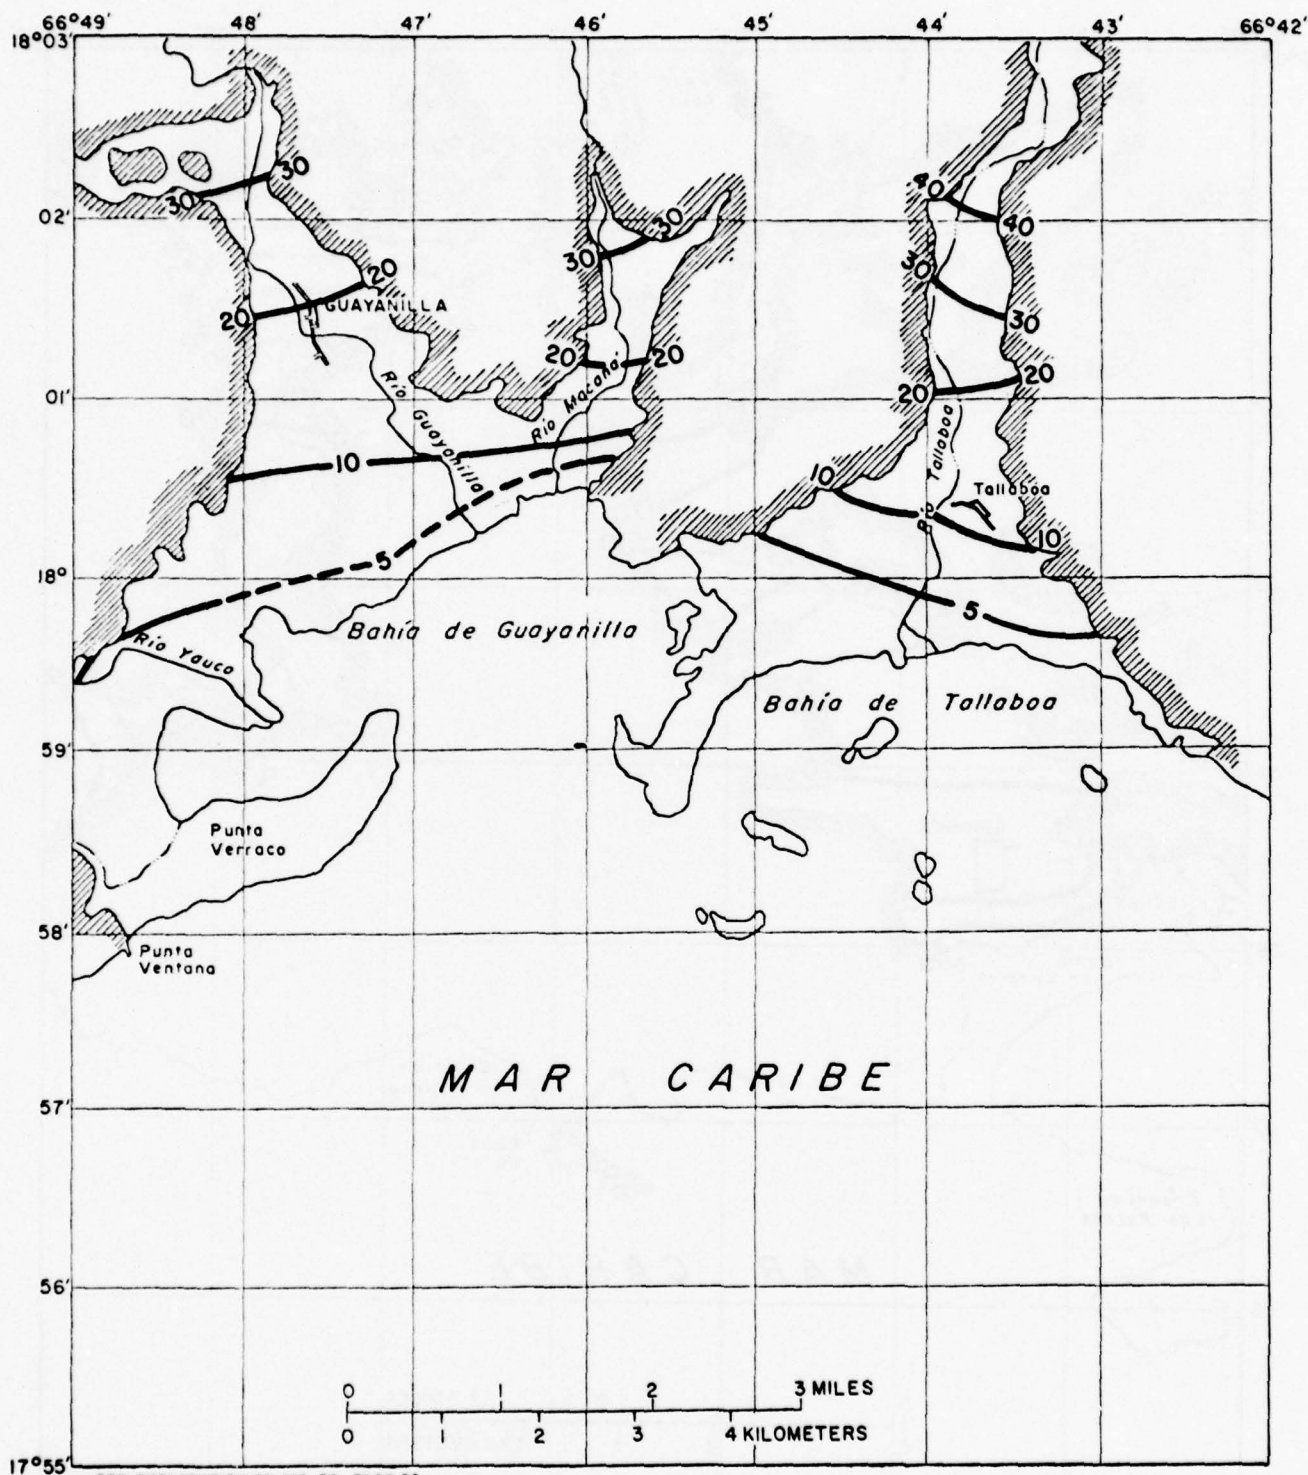 66°49' 48' 47' 46' 45' 44' 43' 66°42'
18°03'
30
30
30
30
40
40
02'
20
20
GUAYANILLA
30
30
20
20
20
20
01'
Río Guayanilla
Río Macaná
Río Tallaboa
10
10
Tallaboa
10
5
18°
5
Río Yauco
Bahía de Guayanilla
Bahía de Tallaboa
59'
Punta
Verraco
58'
Punta
Ventana
MAR CARIBE
57'
56'
0 1 2 3 MILES
0 1 2 3 4 KILOMETERS
17°55'